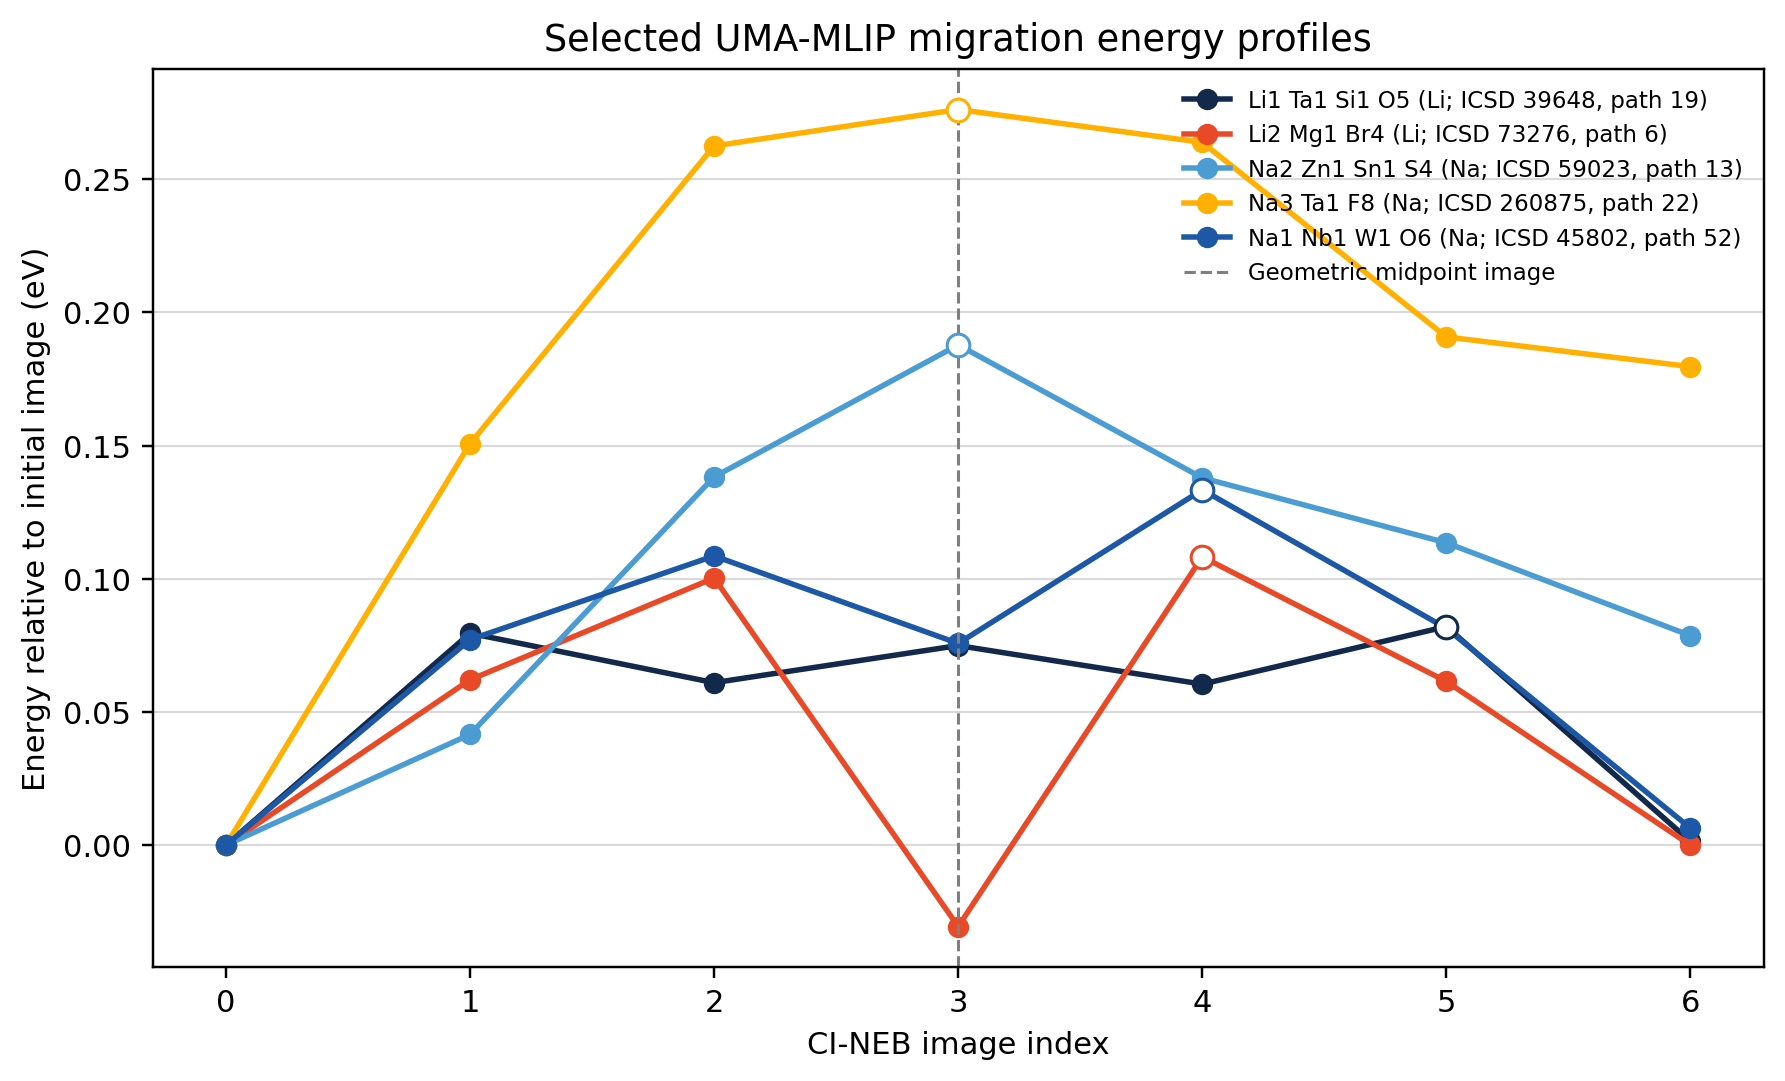 Selected UMA-MLIP migration energy profiles
Li1 Ta1 Si1 O5 (Li; ICSD 39648, path 19)
Li2 Mg1 Br4 (Li; ICSD 73276, path 6)
Na2 Zn1 Sn1 S4 (Na; ICSD 59023, path 13)
Na3 Ta1 F8 (Na; ICSD 260875, path 22)
Na1 Nb1 W1 O6 (Na; ICSD 45802, path 52)
Geometric midpoint image
Energy relative to initial image (eV)
0.25
0.20
0.15
0.10
0.05
0.00
0 1 2 3 4 5 6
CI-NEB image index